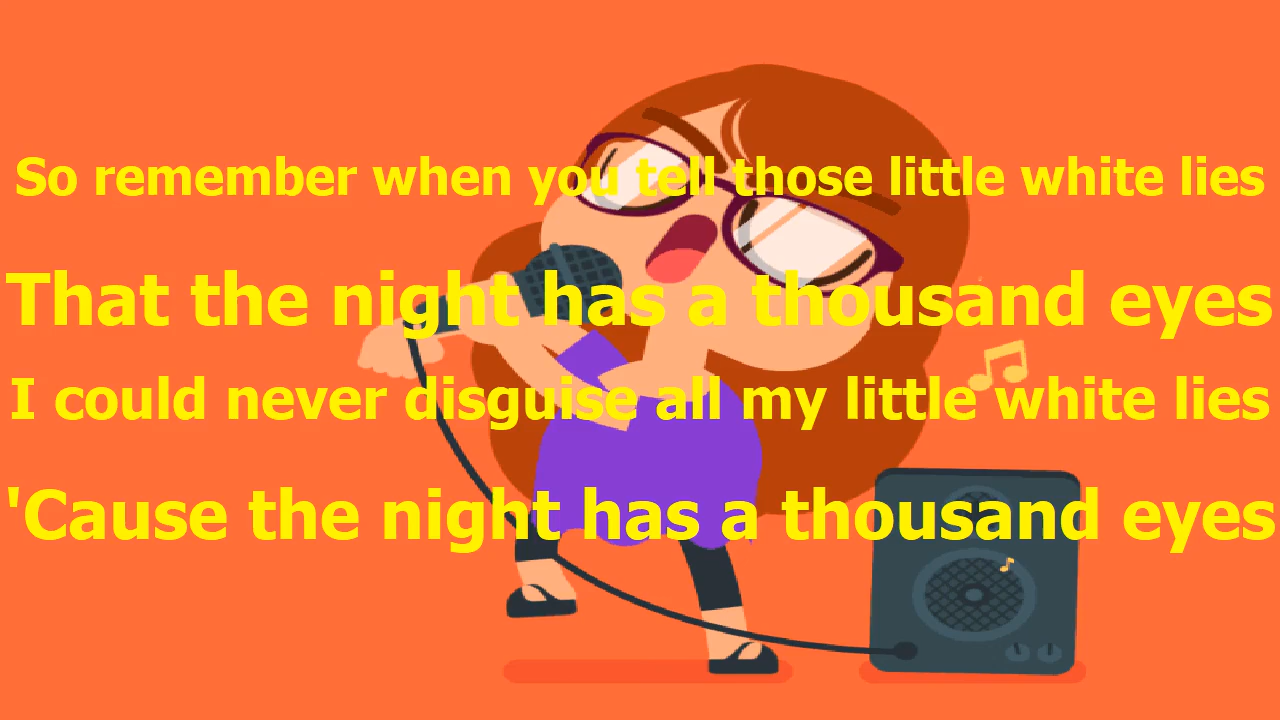 So remember when you tell those little white lies
That the night has a thousand eyes
I could never disguise all my little white lies
'Cause the night has a thousand eyes